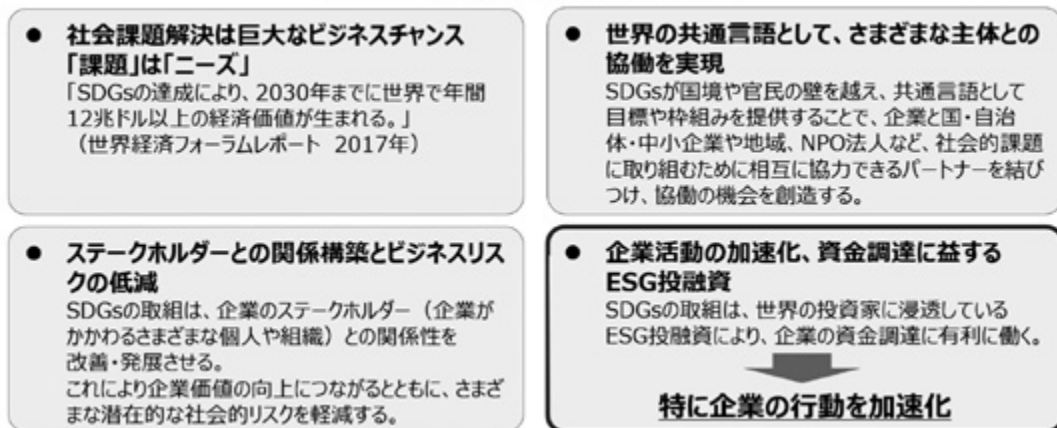 ● 社会課題解決は巨大なビジネスチャンス
「課題」は「ニーズ」
「SDGsの達成により、2030年までに世界で年間
12兆ドル以上の経済価値が生まれる。」
（世界経済フォーラムレポート 2017年）
● 世界の共通言語として、さまざまな主体との
協働を実現
SDGsが国境や官民の壁を越え、共通言語として
目標や枠組みを提供することで、企業と国・自治
体・中小企業や地域、NPO法人など、社会的課題
に取り組むために相互に協力できるパートナーを結び
つけ、協働の機会を創造する。
● ステークホルダーとの関係構築とビジネスリス
クの低減
SDGsの取組は、企業のステークホルダー（企業が
かかわるさまざまな個人や組織）との関係性を
改善・発展させる。
これにより企業価値の向上につながるとともに、さまざ
まな潜在的な社会的リスクを軽減する。
● 企業活動の加速化、資金調達に益する
ESG投融資
SDGsの取組は、世界の投資家に浸透している
ESG投融資により、企業の資金調達に有利に働く。
特に企業の行動を加速化